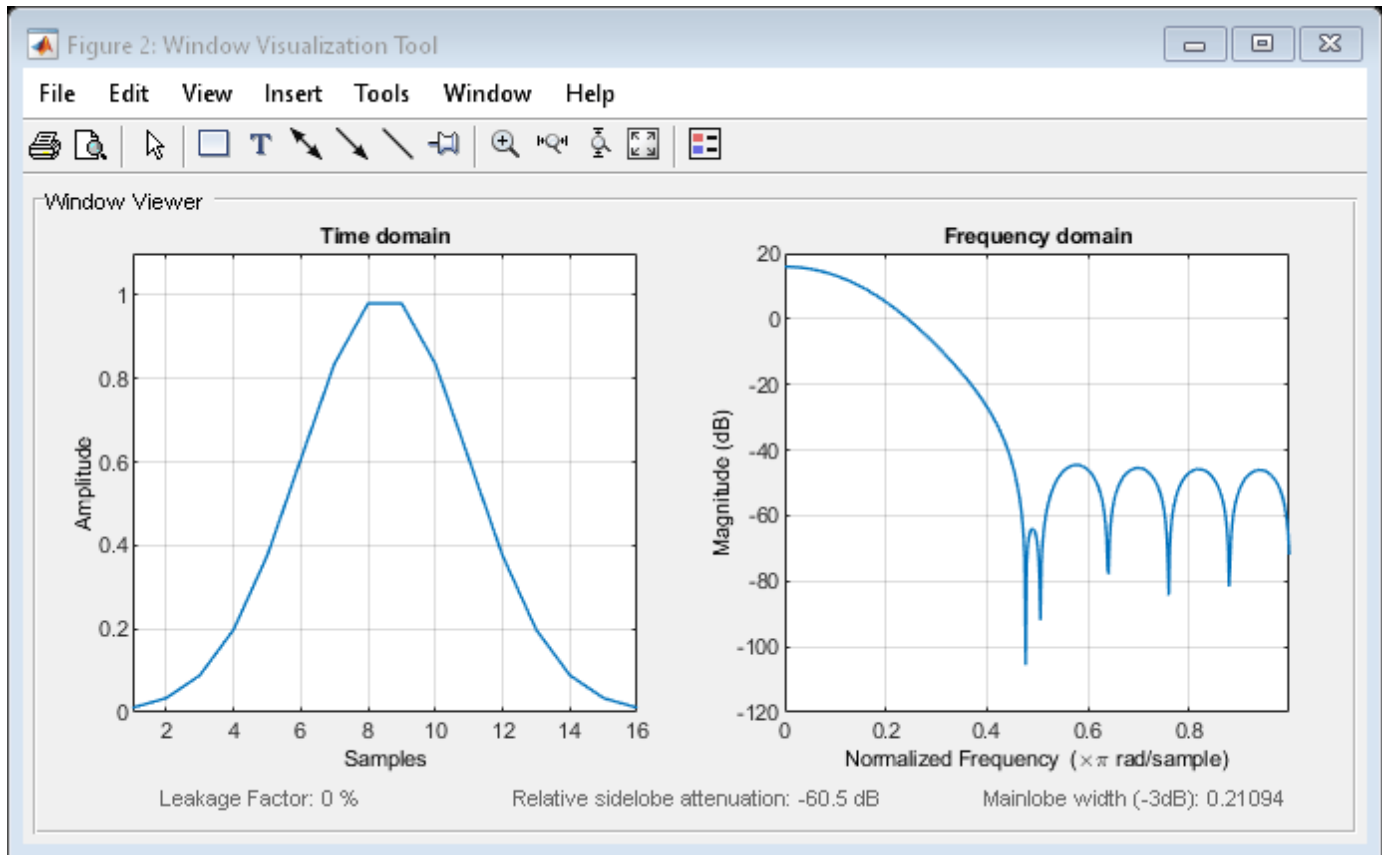 Figure 2: Window Visualization Tool
File Edit View Insert Tools Window Help
T
Window Viewer
Time domain
1
0.8
0.6
0.4
0.2
0
2 4 6 8 10 12 14 16
Amplitude
Samples
Frequency domain
20
0
-20
-40
-60
-80
-100
-120
0 0.2 0.4 0.6 0.8
Magnitude (dB)
Normalized Frequency (×π rad/sample)
Leakage Factor: 0 % Relative sidelobe attenuation: -60.5 dB Mainlobe width (-3dB): 0.21094